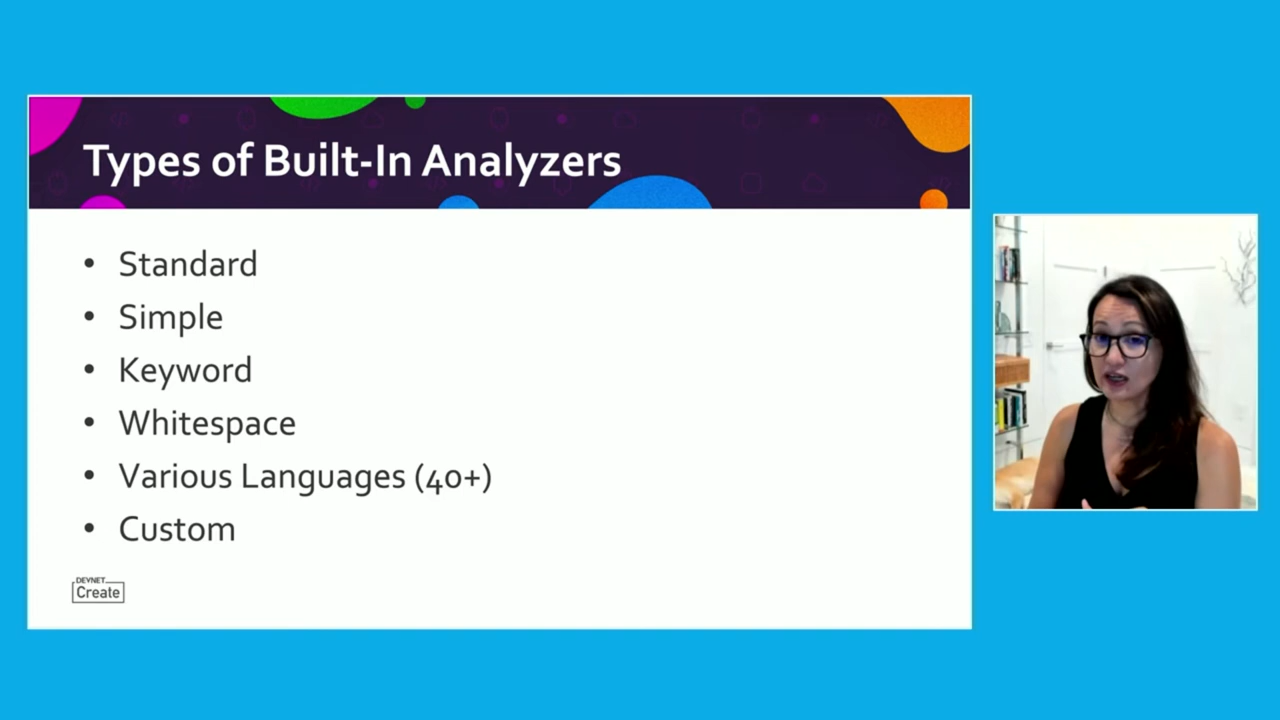 Types of Built-In Analyzers
• Standard
• Simple
• Keyword
• Whitespace
• Various Languages (40+)
• Custom
DEVNET
Create